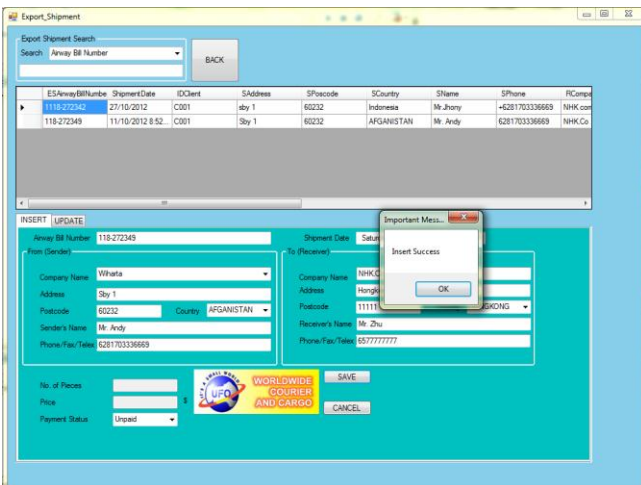 Export_Shipment
Export Shipment Search
Search Airway Bill Number
BACK
ESAirwayBillNumbe ShipmentDate IDClient SAddress SPoscode SCountry SName SPhone RCompa
1118-272342 27/10/2012 C001 sby 1 60232 Indonesia Mr.Jhony +6281703336669 NHK com
118-272349 11/10/2012 8:52... C001 Sby 1 60232 AFGANISTAN Mr. Andy 6281703336669 NHK.Co
INSERT UPDATE
Airway Bill Number 118-272349 Shipment Date Satur
Important Mess...
Insert Success
OK
From (Sender) To (Receiver)
Company Name Wiharta Company Name NHK.C
Address Sby 1 Address Hongk
Postcode 60232 Country AFGANISTAN Postcode 11111 GKONG
Sender's Name Mr. Andy Receiver's Name Mr. Zhu
Phone/Fax/Telex 6281703336669 Phone/Fax/Telex 6577777777
No. of Pieces
Price $
Payment Status Unpaid
IT'S A SMALL WORLD
UFO
WORLDWIDE
COURIER
AND CARGO
SAVE
CANCEL